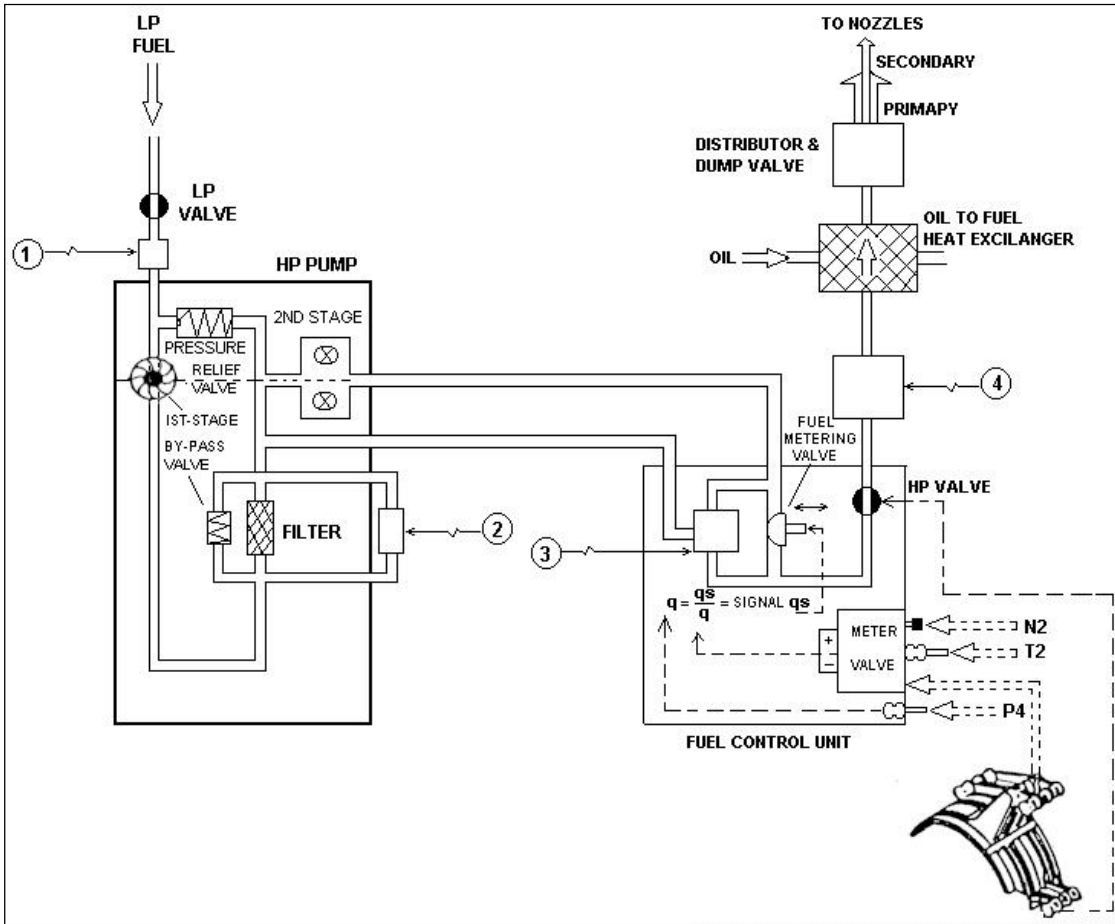 LP
FUEL
LP
VALVE
1
HP PUMP
2ND STAGE
PRESSURE
RELIEF
VALVE
IST-STAGE
BY-PASS
VALVE
FILTER
2
TO NOZZLES
SECONDARY
PRIMAPY
DISTRIBUTOR &
DUMP VALVE
OIL TO FUEL
HEAT EXCILANGER
OIL
4
FUEL
METERING
VALVE
HP VALVE
3
q = qs/q = SIGNAL qs
+
−
METER
VALVE
N2
T2
P4
FUEL CONTROL UNIT